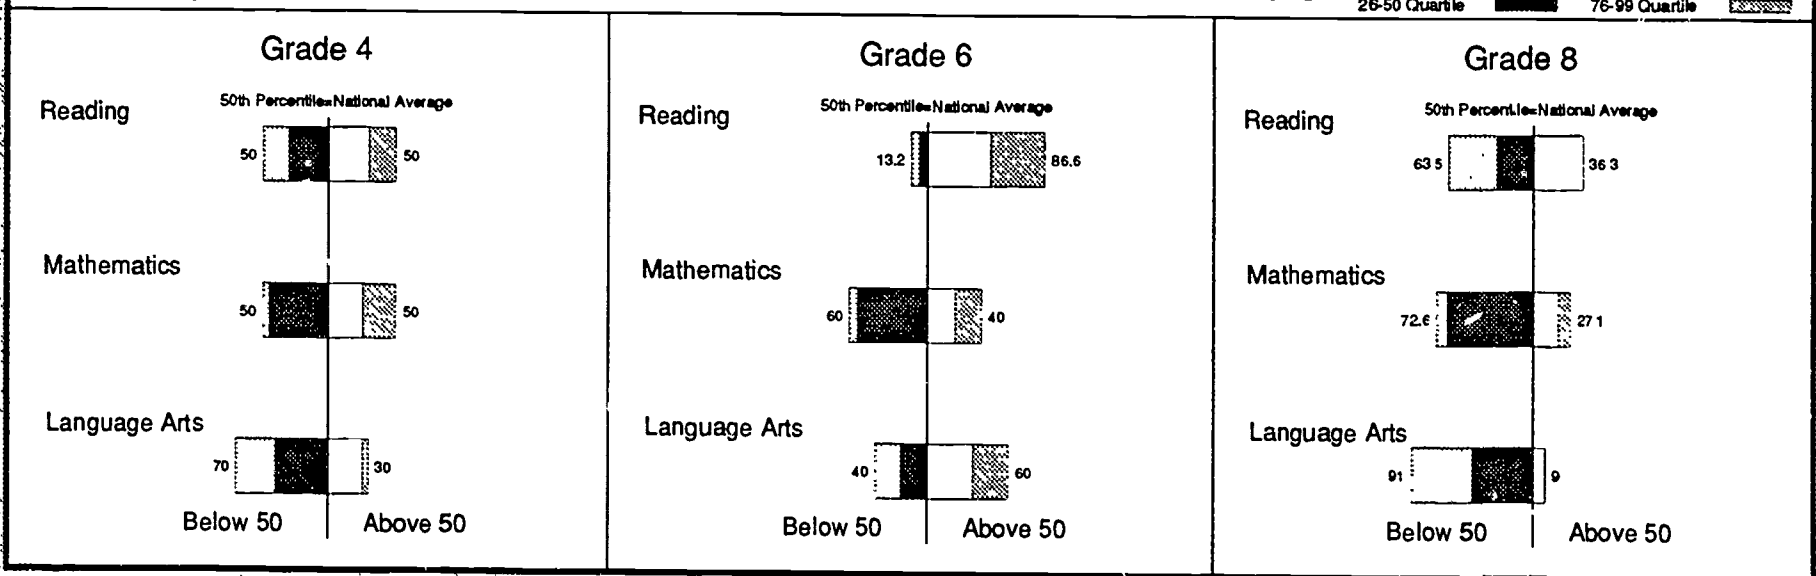 26-50 Quartile 76-99 Quartile
Grade 4
Reading
50th Percentile=National Average
50 50
Mathematics
50 50
Language Arts
70 30
Below 50 Above 50
Grade 6
Reading
50th Percentile=National Average
13.2 86.6
Mathematics
60 40
Language Arts
40 60
Below 50 Above 50
Grade 8
Reading
50th Percent.le=National Average
63 5 36 3
Mathematics
72.6 27 1
Language Arts
91 9
Below 50 Above 50